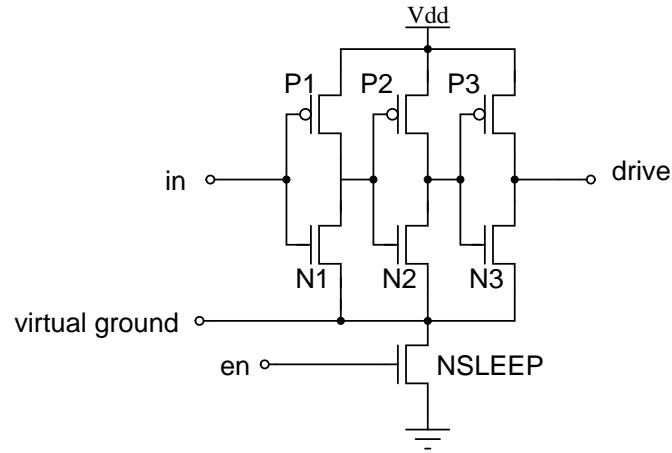 Vdd
P1 P2 P3
in
drive
N1 N2 N3
virtual ground
en
NSLEEP